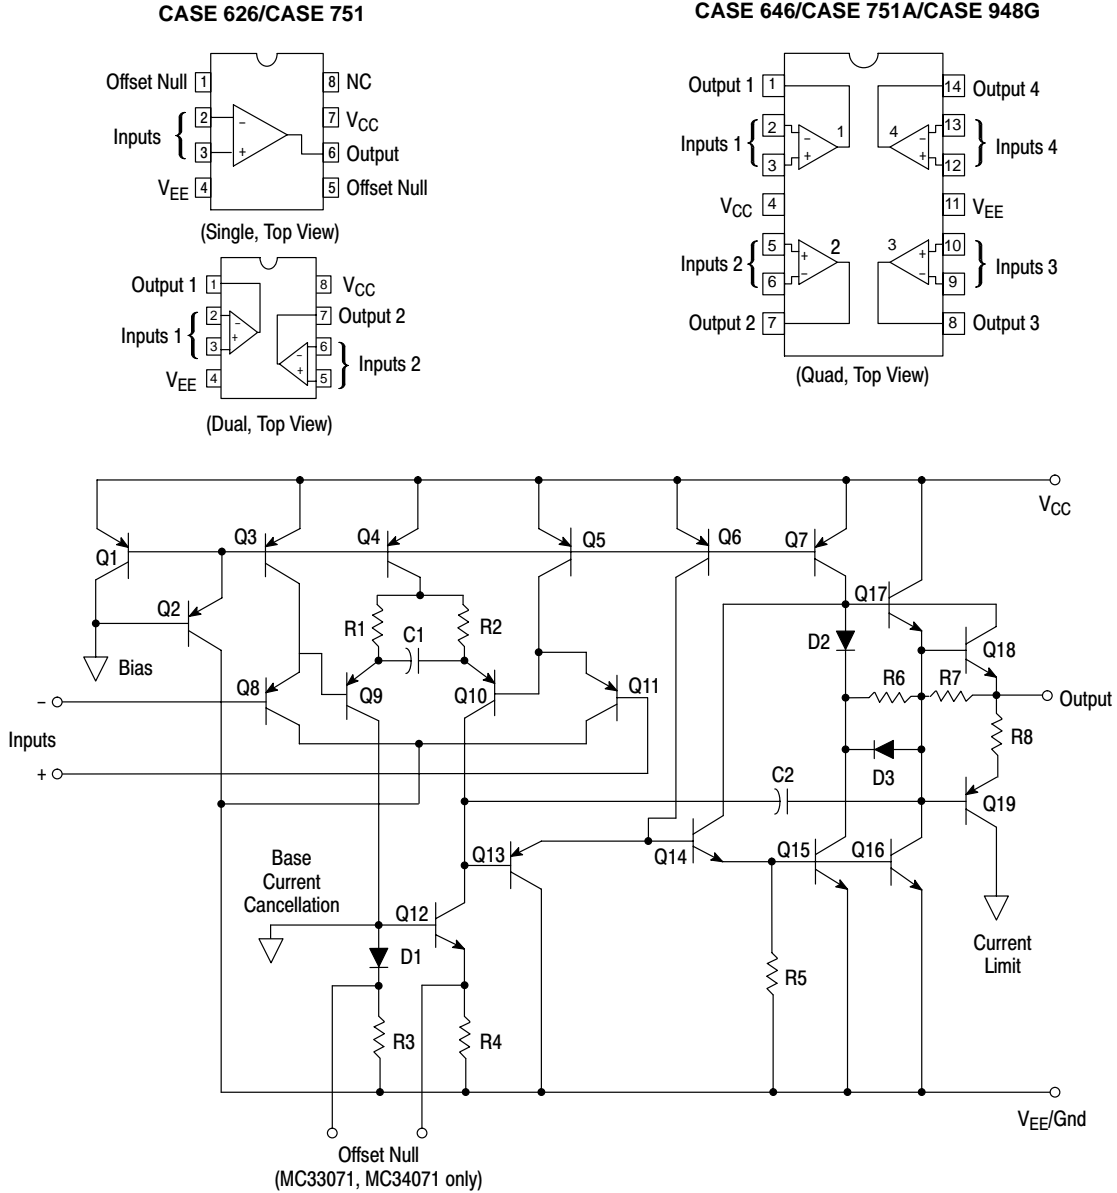 CASE 626/CASE 751
Offset Null 1
8 NC
2
Inputs
3
–
+
7 VCC
6 Output
VEE 4
5 Offset Null
(Single, Top View)
Output 1 1
8 VCC
2
Inputs 1
3
–
+
7 Output 2
6
Inputs 2
5
–
+
VEE 4
(Dual, Top View)
CASE 646/CASE 751A/CASE 948G
Output 1 1
14 Output 4
2
Inputs 1
3
–
+
1
4
–
+
13
Inputs 4
12
VCC 4
11 VEE
5
Inputs 2
6
+
–
2
3
+
–
10
Inputs 3
9
Output 2 7
8 Output 3
(Quad, Top View)
VCC
Q1
Q3
Q4
Q5
Q6
Q7
Q17
Q2
R1
C1
R2
D2
Q18
Bias
Q8
Q9
Q10
Q11
R6
R7
–
Output
Inputs
R8
+
D3
C2
Q19
Q13
Q14
Q15
Q16
Base
Current
Cancellation
Q12
D1
R5
Current
Limit
R3
R4
VEE/Gnd
Offset Null
(MC33071, MC34071 only)